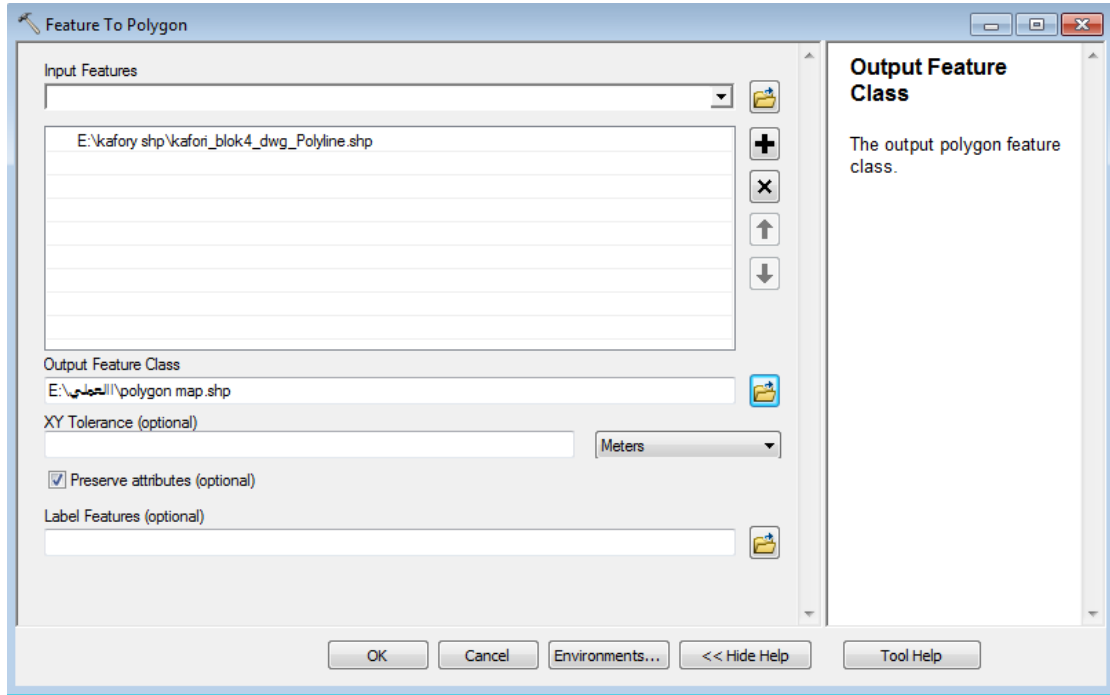 Feature To Polygon
Input Features
E:\kafory shp\kafori_blok4_dwg_Polyline.shp
Output Feature Class
E:\االعملي\polygon map.shp
XY Tolerance (optional)
Meters
Preserve attributes (optional)
Label Features (optional)
OK
Cancel
Environments...
<< Hide Help
Tool Help
Output Feature
Class
The output polygon feature
class.